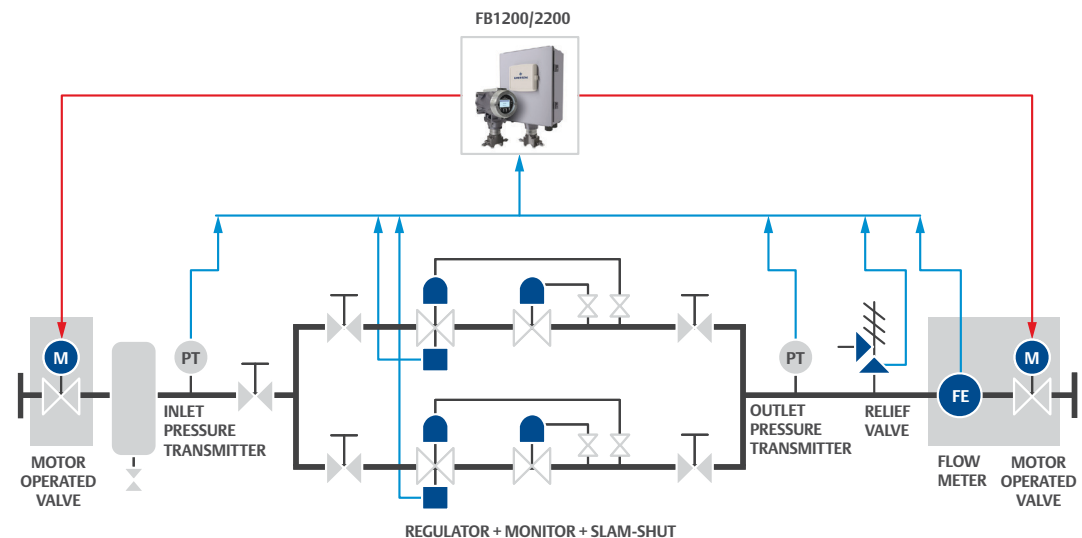 FB1200/2200
M
PT
PT
M
FE
INLET
PRESSURE
TRANSMITTER
OUTLET
PRESSURE
TRANSMITTER
RELIEF
VALVE
MOTOR
OPERATED
VALVE
FLOW
METER
MOTOR
OPERATED
VALVE
REGULATOR + MONITOR + SLAM-SHUT